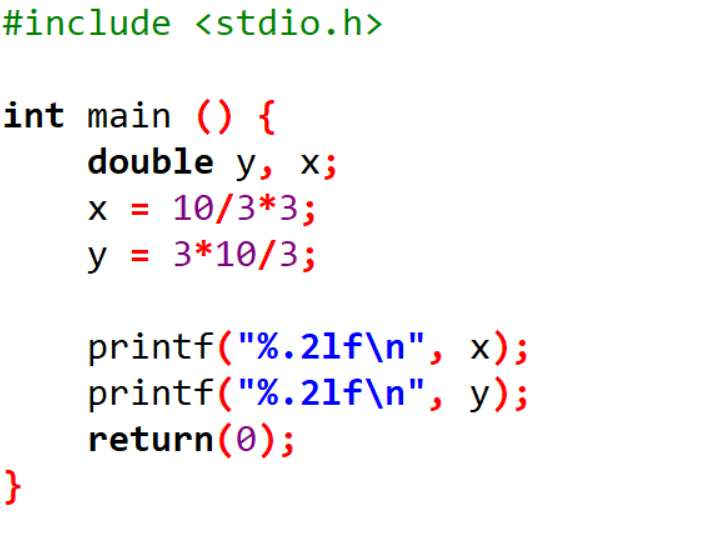 #include <stdio.h>
int main () {
    double y, x;
    x = 10/3*3;
    y = 3*10/3;
    printf("%.2lf\n", x);
    printf("%.2lf\n", y);
    return(0);
}